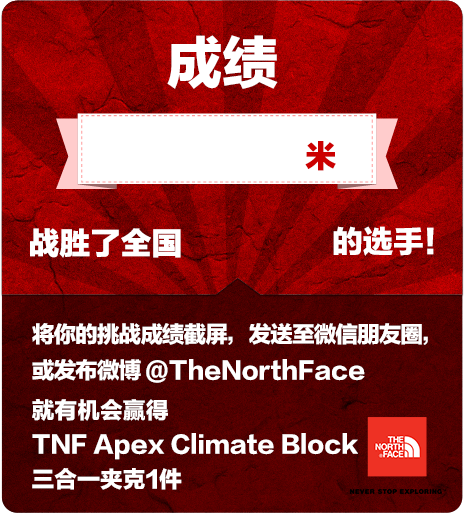 成绩
米
战胜了全国 的选手！
将你的挑战成绩截屏，发送至微信朋友圈，
或发布微博 @TheNorthFace
就有机会赢得
TNF Apex Climate Block
三合一夹克1件
THE
NORTH
FACE
NEVER STOP EXPLORING